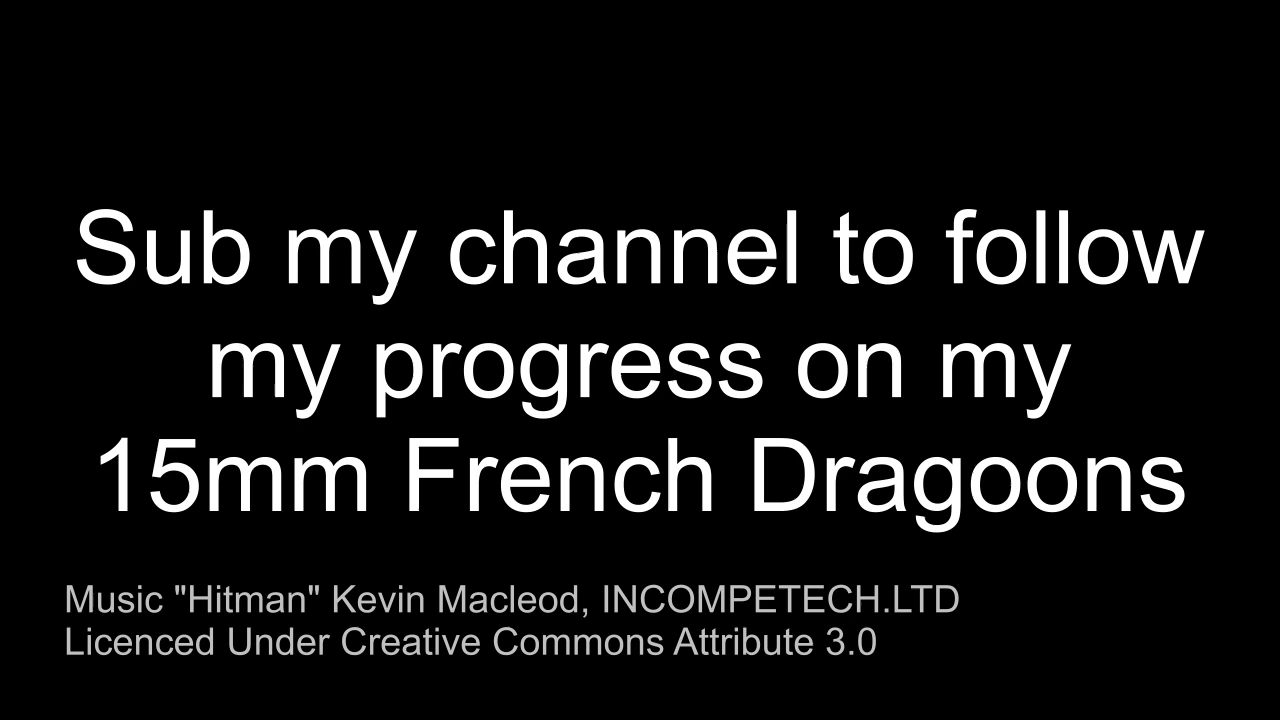 Sub my channel to follow
my progress on my
15mm French Dragoons
Music "Hitman" Kevin Macleod, INCOMPETECH.LTD
Licenced Under Creative Commons Attribute 3.0